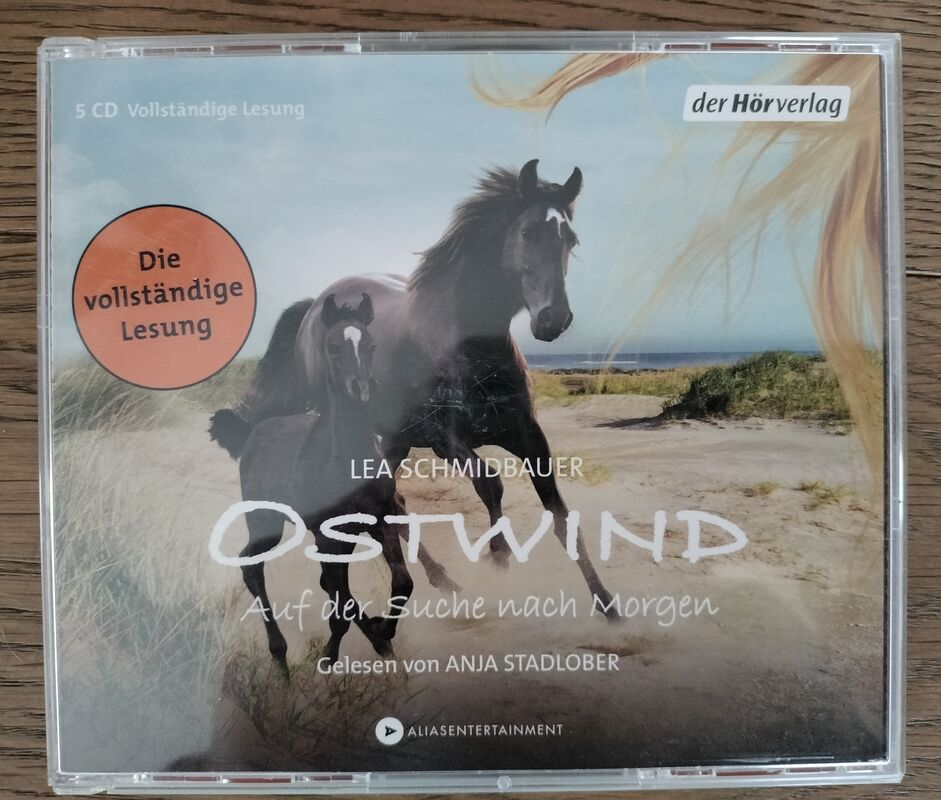 5 CD Vollständige Lesung
der Hörverlag
Die
vollständige
Lesung
LEA SCHMIDBAUER
OSTWIND
Auf der Suche nach Morgen
Gelesen von ANJA STADLOBER
ALIASENTERTAINMENT